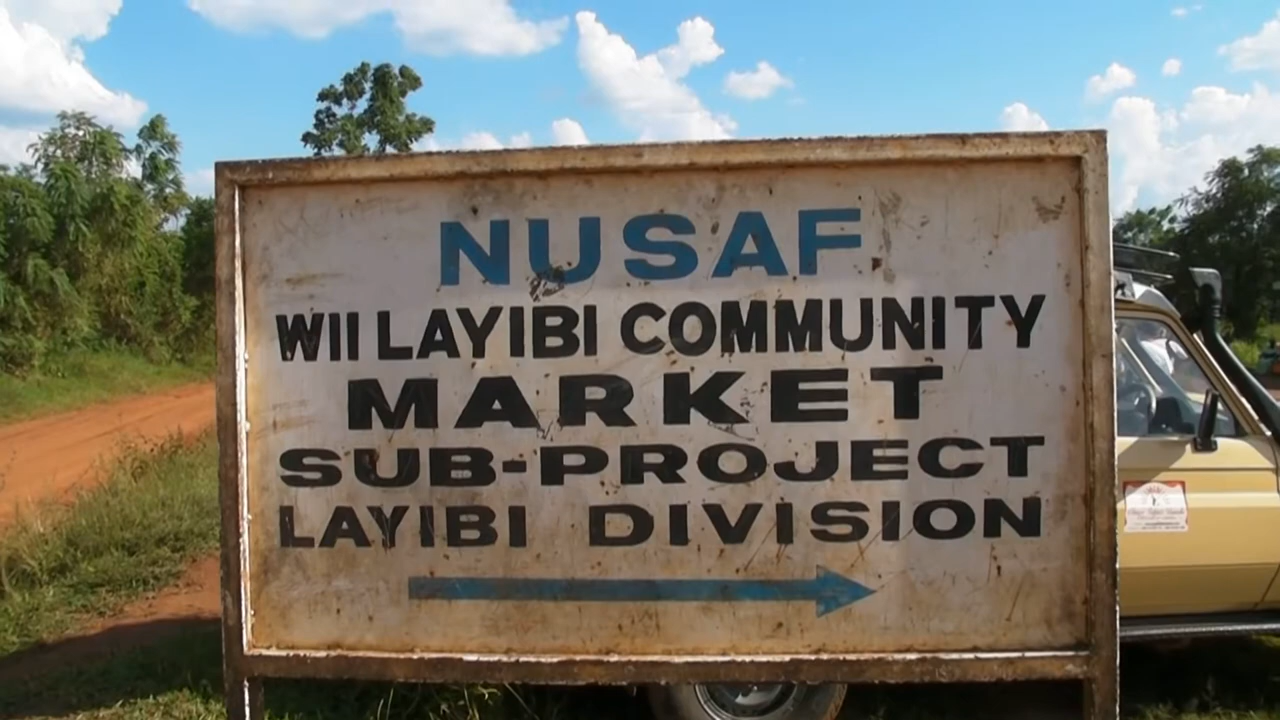 NUSAF
WII LAYIBI COMMUNITY
MARKET
SUB-PROJECT
LAYIBI DIVISION